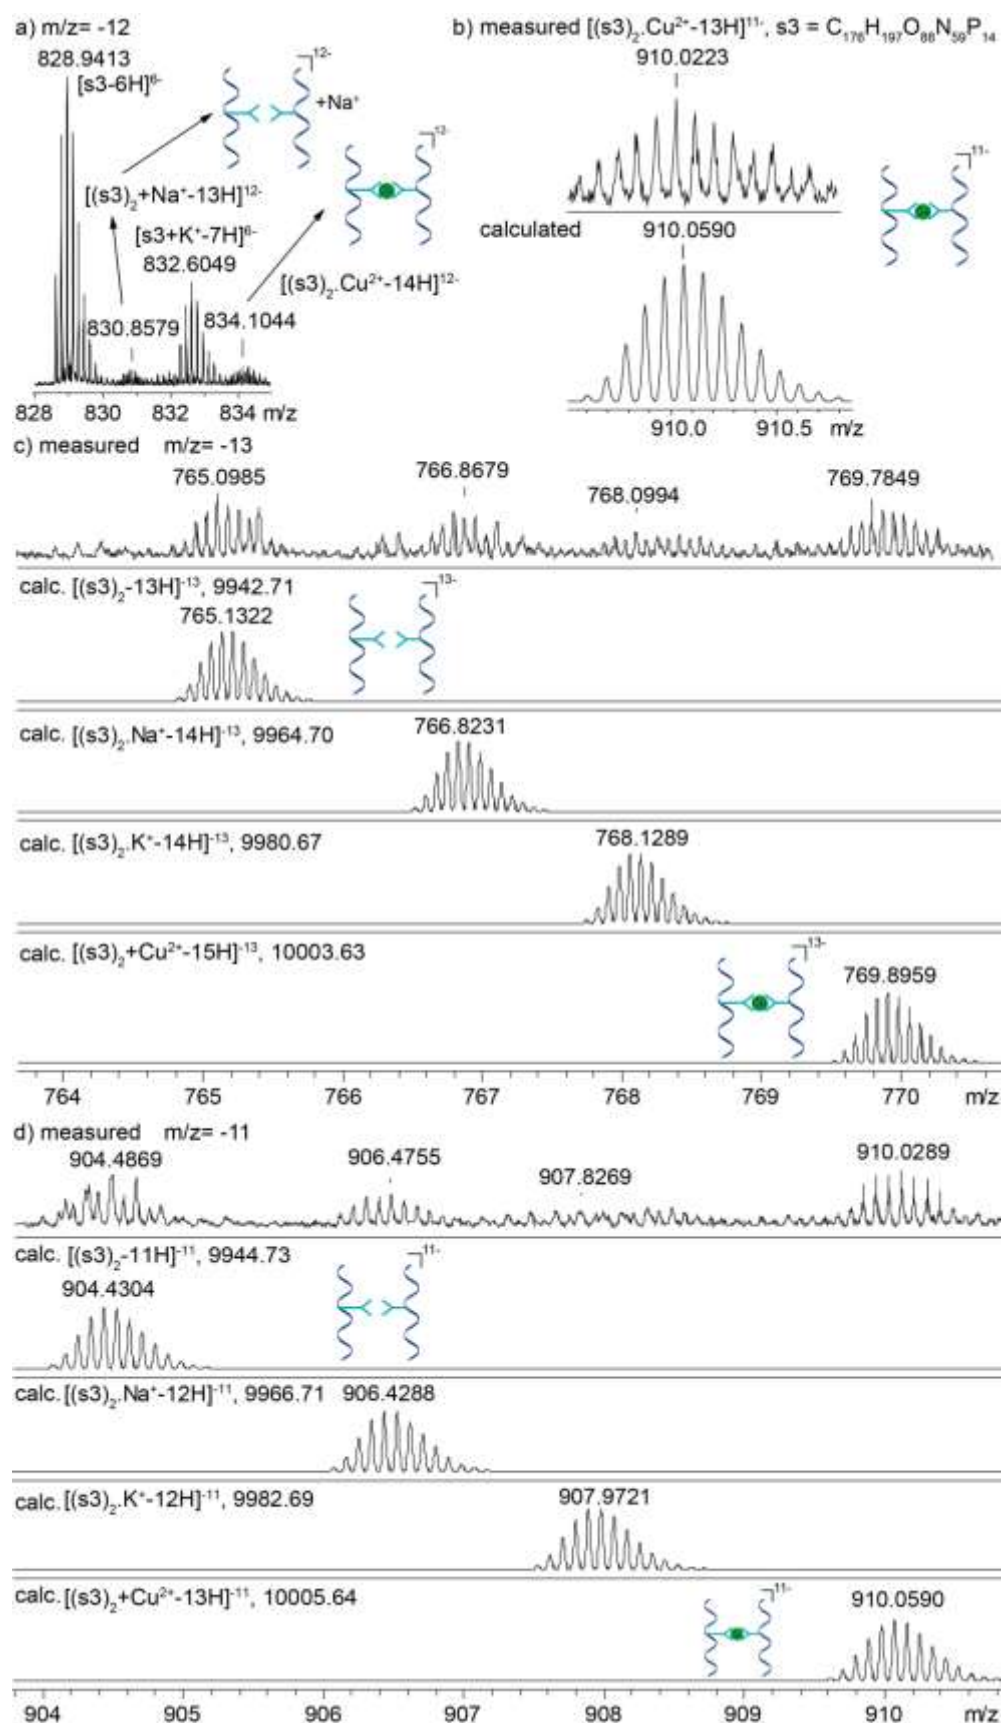 a) m/z= -12
828.9413
[s3-6H]⁶⁻
12-
+Na⁺
12-
[(s3)₂+Na⁺-13H]¹²⁻
[s3+K⁺-7H]⁶⁻
832.6049
[(s3)₂.Cu²⁺-14H]¹²⁻
830.8579
834.1044
828 830 832 834 m/z
b) measured [(s3)₂.Cu²⁺-13H]¹¹⁻, s3 = C₁₇₆H₁₉₇O₈₈N₅₉P₁₄
910.0223
11-
calculated
910.0590
910.0 910.5 m/z
c) measured m/z= -13
765.0985 766.8679 768.0994 769.7849
calc. [(s3)₂-13H]⁻¹³, 9942.71
765.1322
13-
calc. [(s3)₂.Na⁺-14H]⁻¹³, 9964.70
766.8231
calc. [(s3)₂.K⁺-14H]⁻¹³, 9980.67
768.1289
calc. [(s3)₂+Cu²⁺-15H]⁻¹³, 10003.63
13-
769.8959
764 765 766 767 768 769 770 m/z
d) measured m/z= -11
904.4869 906.4755 907.8269 910.0289
calc. [(s3)₂-11H]⁻¹¹, 9944.73
904.4304
11-
calc. [(s3)₂.Na⁺-12H]⁻¹¹, 9966.71
906.4288
calc. [(s3)₂.K⁺-12H]⁻¹¹, 9982.69
907.9721
calc. [(s3)₂+Cu²⁺-13H]⁻¹¹, 10005.64
11-
910.0590
904 905 906 907 908 909 910 m/z